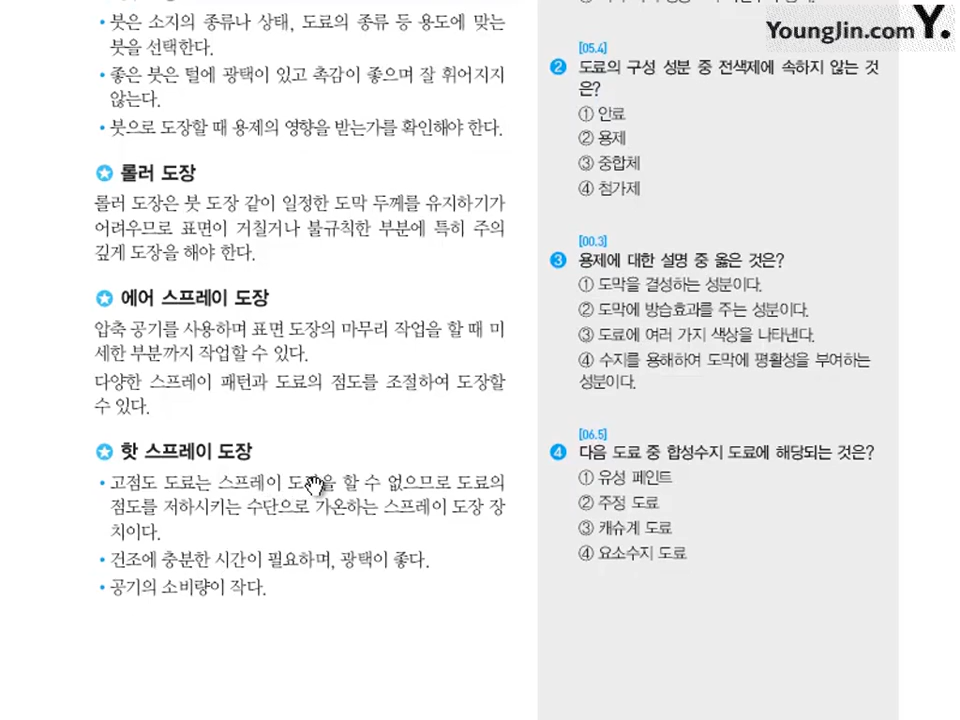 • 붓은 소지의 종류나 상태, 도료의 종류 등 용도에 맞는
붓을 선택한다.
• 좋은 붓은 털에 광택이 있고 촉감이 좋으며 잘 휘어지지
않는다.
• 붓으로 도장할 때 용제의 영향을 받는가를 확인해야 한다.
롤러 도장
롤러 도장은 붓 도장 같이 일정한 도막 두께를 유지하기가
어려우므로 표면이 거칠거나 불규칙한 부분에 특히 주의
깊게 도장을 해야 한다.
에어 스프레이 도장
압축 공기를 사용하며 표면 도장의 마무리 작업을 할 때 미
세한 부분까지 작업할 수 있다.
다양한 스프레이 패턴과 도료의 점도를 조절하여 도장할
수 있다.
핫 스프레이 도장
• 고점도 도료는 스프레이 도장을 할 수 없으므로 도료의
점도를 저하시키는 수단으로 가온하는 스프레이 도장 장
치이다.
• 건조에 충분한 시간이 필요하며, 광택이 좋다.
• 공기의 소비량이 작다.
YoungJin.com Y.
[05.4]
2 도료의 구성 성분 중 전색제에 속하지 않는 것
은?
① 안료
② 용제
③ 중합체
④ 첨가제
[00.3]
3 용제에 대한 설명 중 옳은 것은?
① 도막을 결성하는 성분이다.
② 도막에 방습효과를 주는 성분이다.
③ 도료에 여러 가지 색상을 나타낸다.
④ 수지를 용해하여 도막에 평활성을 부여하는
성분이다.
[06.5]
4 다음 도료 중 합성수지 도료에 해당되는 것은?
① 유성 페인트
② 주정 도료
③ 캐슈계 도료
④ 요소수지 도료